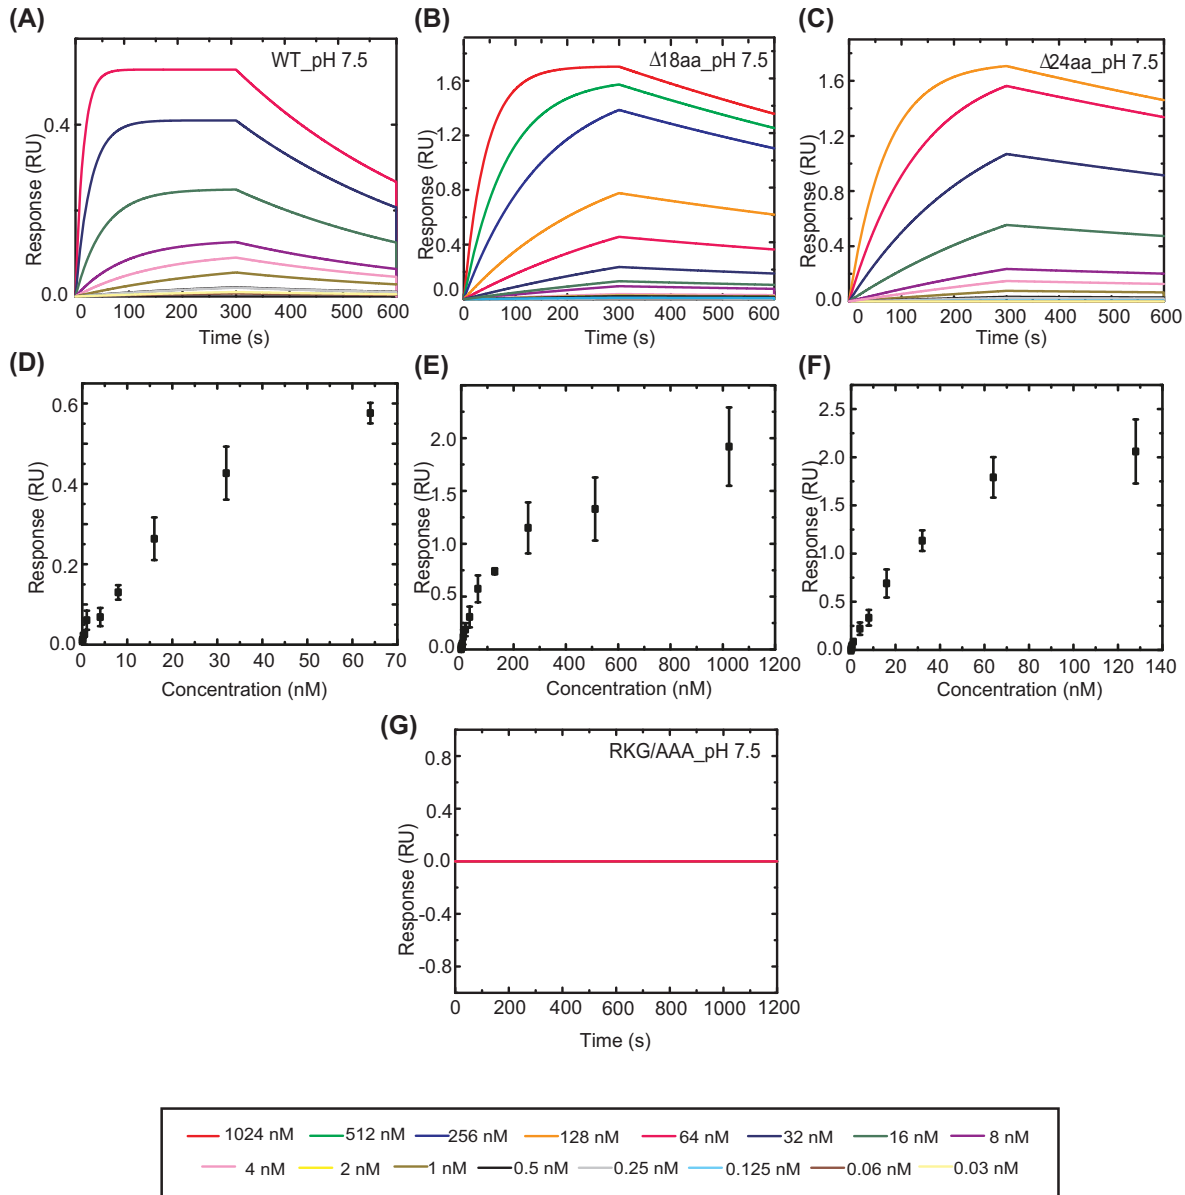 (A)
WT_pH 7.5
Response (RU)
0.4
0.0
0 100 200 300 400 500 600
Time (s)
(B)
Δ18aa_pH 7.5
Response (RU)
1.6
1.2
0.8
0.4
0.0
0 100 200 300 400 500 600
Time (s)
(C)
Δ24aa_pH 7.5
Response (RU)
1.6
1.2
0.8
0.4
0.0
0 100 200 300 400 500 600
Time (s)
(D)
Response (RU)
0.6
0.4
0.2
0.0
0 10 20 30 40 50 60 70
Concentration (nM)
(E)
Response (RU)
2.0
1.5
1.0
0.5
0.0
0 200 400 600 800 1000 1200
Concentration (nM)
(F)
Response (RU)
2.5
2.0
1.5
1.0
0.5
0.0
0 20 40 60 80 100 120 140
Concentration (nM)
(G)
RKG/AAA_pH 7.5
Response (RU)
0.8
0.4
0.0
-0.4
-0.8
0 200 400 600 800 1000 1200
Time (s)
1024 nM 512 nM 256 nM 128 nM 64 nM 32 nM 16 nM 8 nM
4 nM 2 nM 1 nM 0.5 nM 0.25 nM 0.125 nM 0.06 nM 0.03 nM